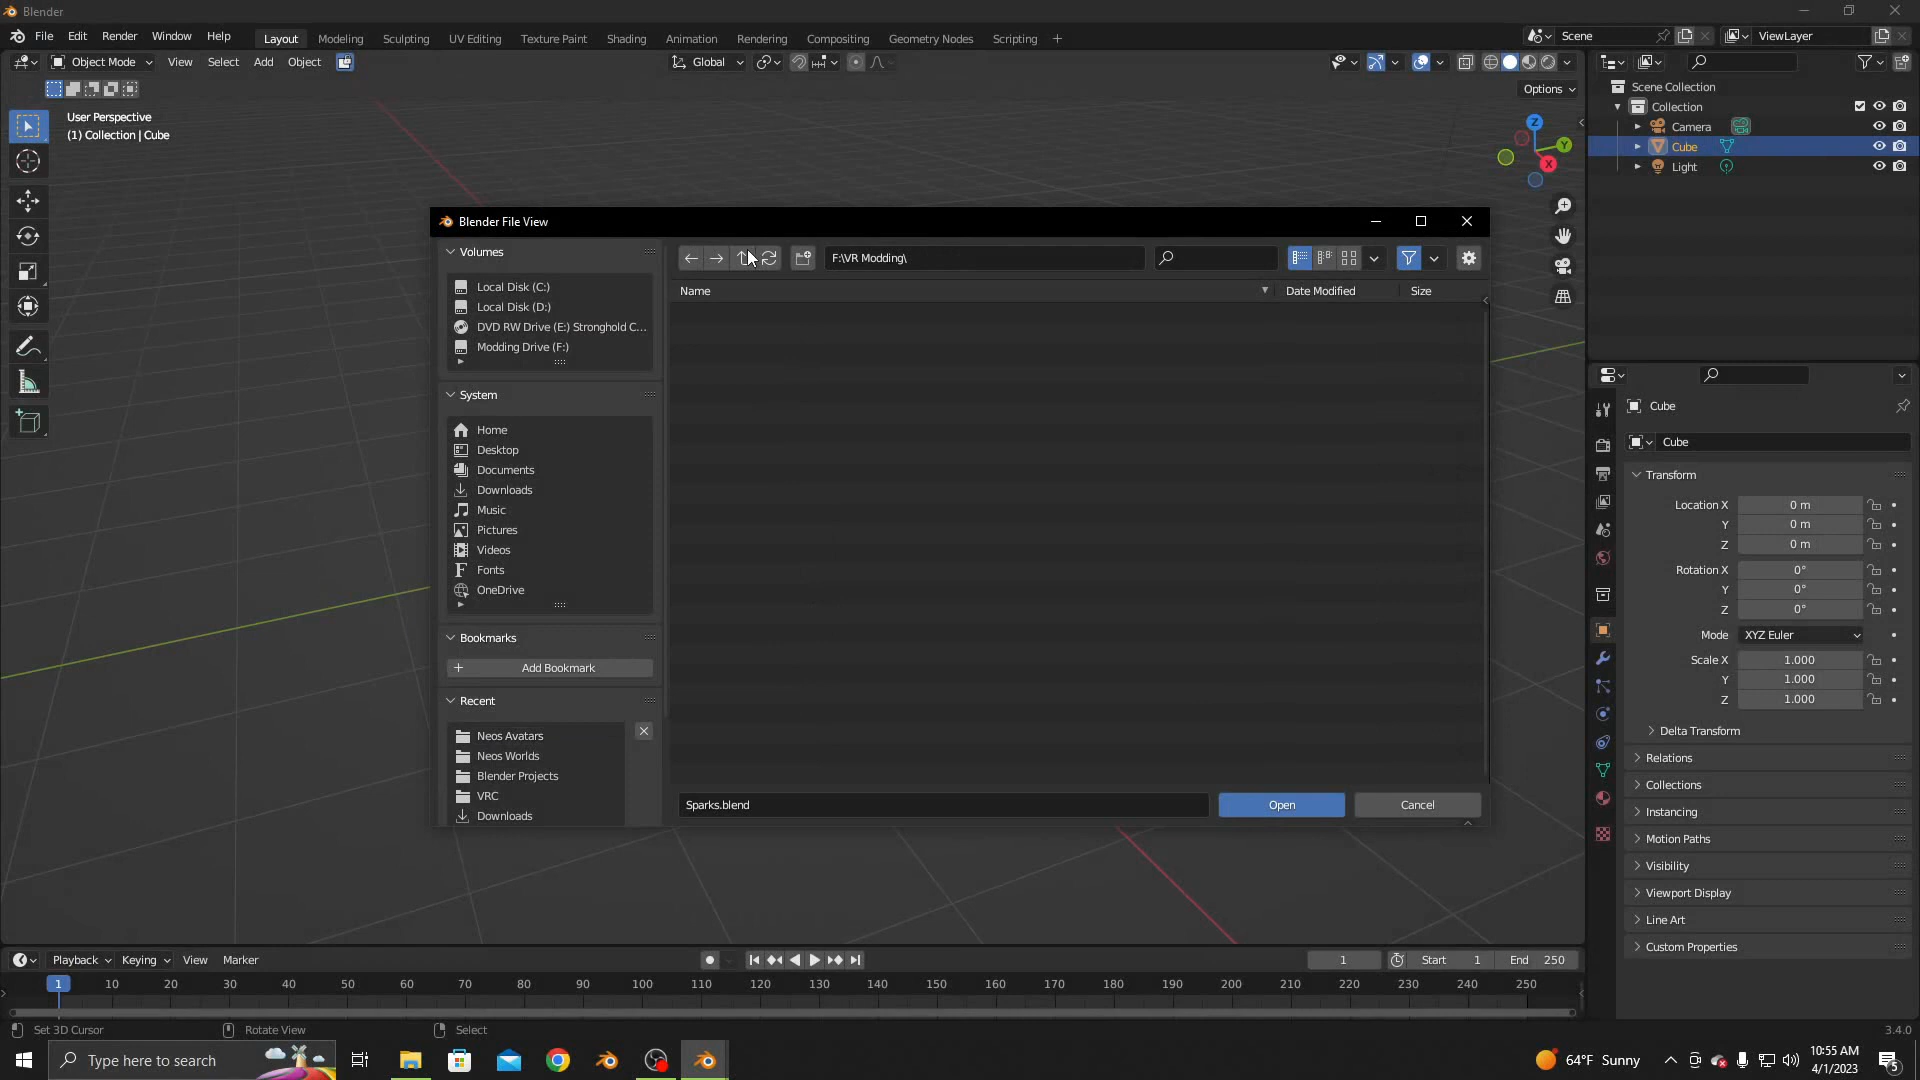 Blender
File Edit Render Window Help
Layout Modeling Sculpting UV Editing Texture Paint Shading Animation Rendering Compositing Geometry Nodes Scripting +
Scene
ViewLayer
Object Mode View Select Add Object
Global
Options
User Perspective
(1) Collection | Cube
Z
Y
X
Scene Collection
Collection
Camera
Cube
Light
Blender File View
Volumes
Local Disk (C:)
Local Disk (D:)
DVD RW Drive (E:) Stronghold C...
Modding Drive (F:)
System
Home
Desktop
Documents
Downloads
Music
Pictures
Videos
Fonts
OneDrive
Bookmarks
+ Add Bookmark
Recent
Neos Avatars
Neos Worlds
Blender Projects
VRC
Downloads
F:\VR Modding\
Name Date Modified Size
Sparks.blend
Open
Cancel
Cube
Cube
Transform
Location X 0 m
Y 0 m
Z 0 m
Rotation X 0°
Y 0°
Z 0°
Mode XYZ Euler
Scale X 1.000
Y 1.000
Z 1.000
Delta Transform
Relations
Collections
Instancing
Motion Paths
Visibility
Viewport Display
Line Art
Custom Properties
Playback Keying View Marker
1 Start 1 End 250
1 10 20 30 40 50 60 70 80 90 100 110 120 130 140 150 160 170 180 190 200 210 220 230 240 250
Set 3D Cursor Rotate View Select
3.4.0
Type here to search
64°F Sunny
10:55 AM
4/1/2023
5